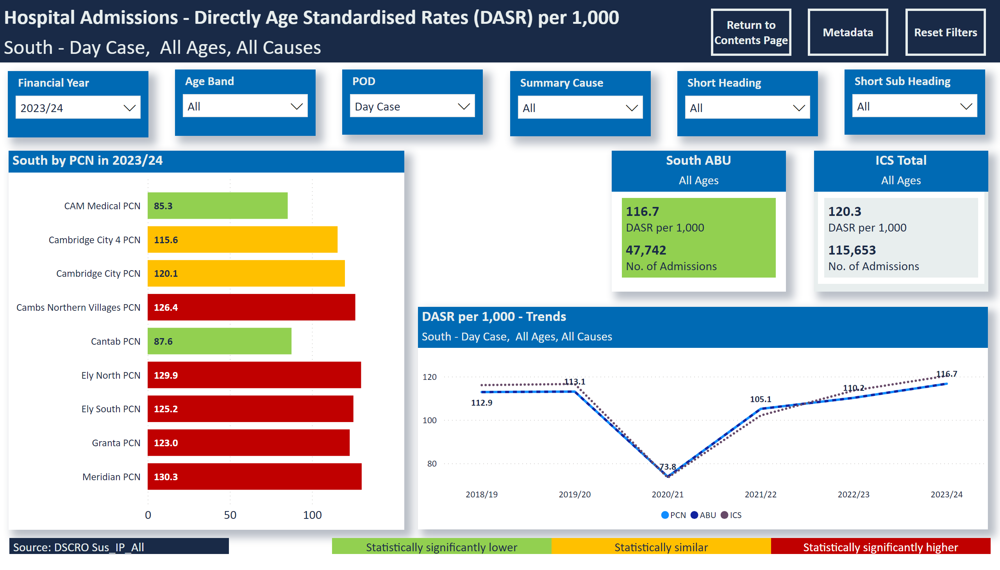 Hospital Admissions - Directly Age Standardised Rates (DASR) per 1,000
South - Day Case,  All Ages, All Causes
Return to
Contents Page
Metadata
Reset Filters
Financial Year
2023/24
Age Band
All
POD
Day Case
Summary Cause
All
Short Heading
All
Short Sub Heading
All
South by PCN in 2023/24
CAM Medical PCN
85.3
Cambridge City 4 PCN
115.6
Cambridge City PCN
120.1
Cambs Northern Villages PCN
126.4
Cantab PCN
87.6
Ely North PCN
129.9
Ely South PCN
125.2
Granta PCN
123.0
Meridian PCN
130.3
0
50
100
South ABU
All Ages
116.7
DASR per 1,000
47,742
No. of Admissions
ICS Total
All Ages
120.3
DASR per 1,000
115,653
No. of Admissions
DASR per 1,000 - Trends
South - Day Case,  All Ages, All Causes
120
100
80
112.9
113.1
73.8
105.1
110.2
116.7
2018/19
2019/20
2020/21
2021/22
2022/23
2023/24
PCN
ABU
ICS
Source: DSCRO Sus_IP_All
Statistically significantly lower
Statistically similar
Statistically significantly higher